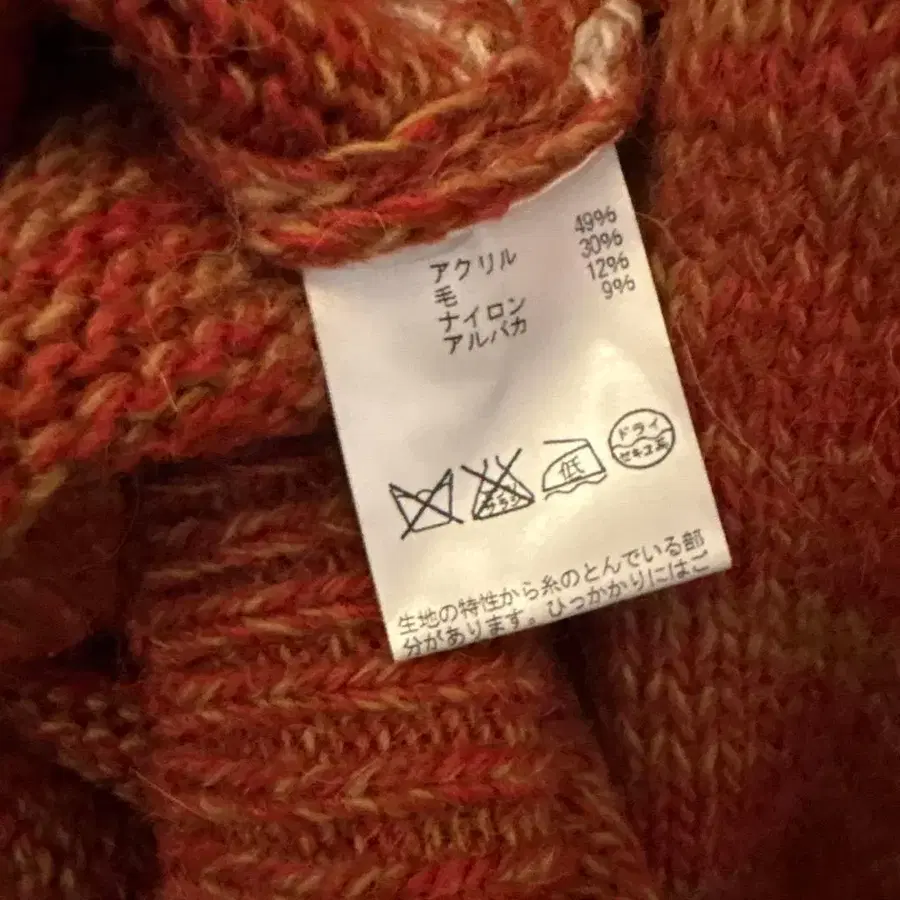 アクリル 49%
毛 30%
ナイロン 12%
アルパカ 9%
低
ドライ
セキユ系
生地の特性から糸のとんでいる部
分があります。ひっかかりにはご